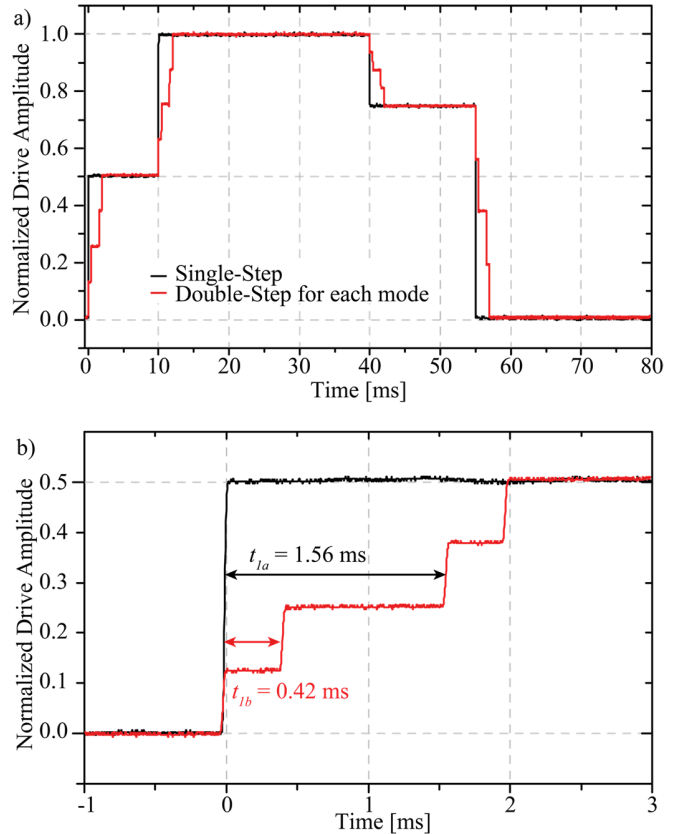 a)
Normalized Drive Amplitude
1.0
0.8
0.6
0.4
0.2
0.0
Single-Step
Double-Step for each mode
0 10 20 30 40 50 60 70 80
Time [ms]
b)
Normalized Drive Amplitude
0.5
0.4
0.3
0.2
0.1
0.0
t1a = 1.56 ms
t1b = 0.42 ms
-1 0 1 2 3
Time [ms]